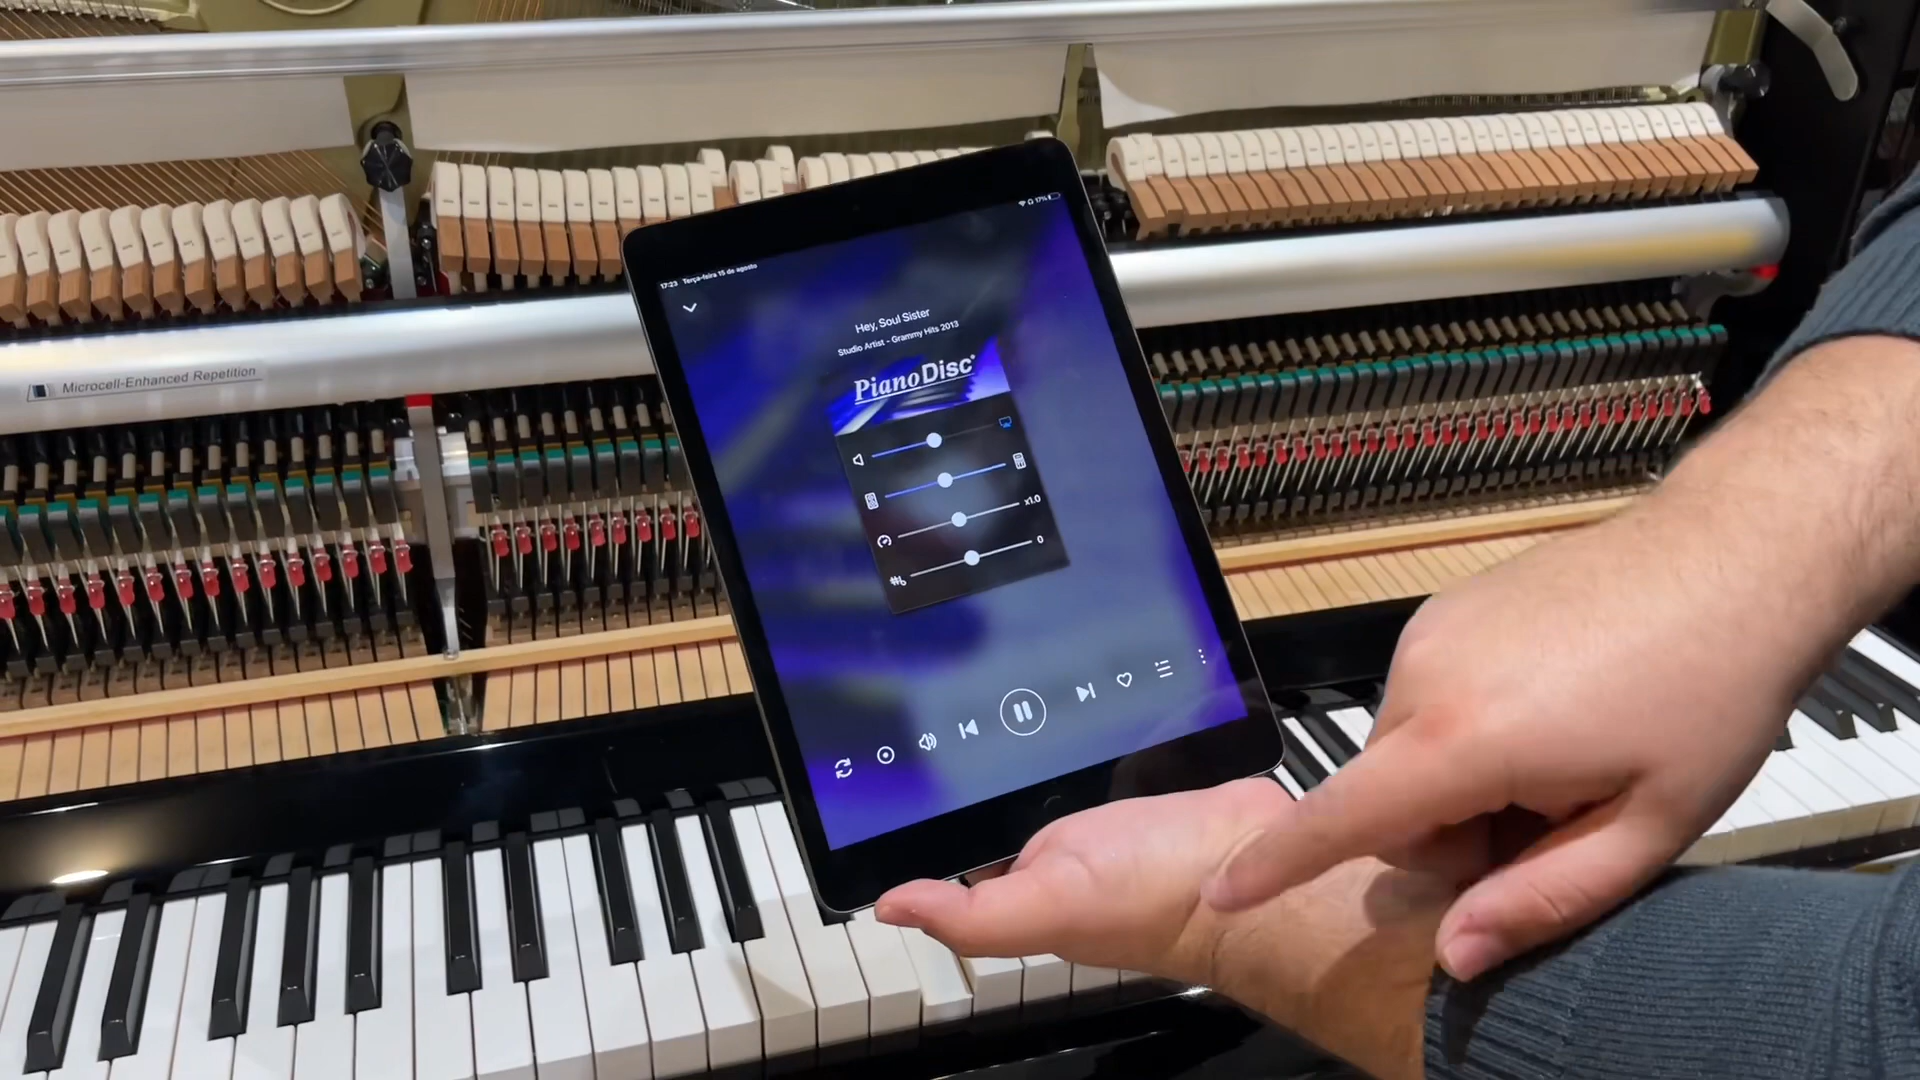 17:23 Terça-feira 15 de agosto
17%
Hey, Soul Sister
Studio Artist - Grammy Hits 2013
PianoDisc
x1.0
0
Microcell-Enhanced Repetition